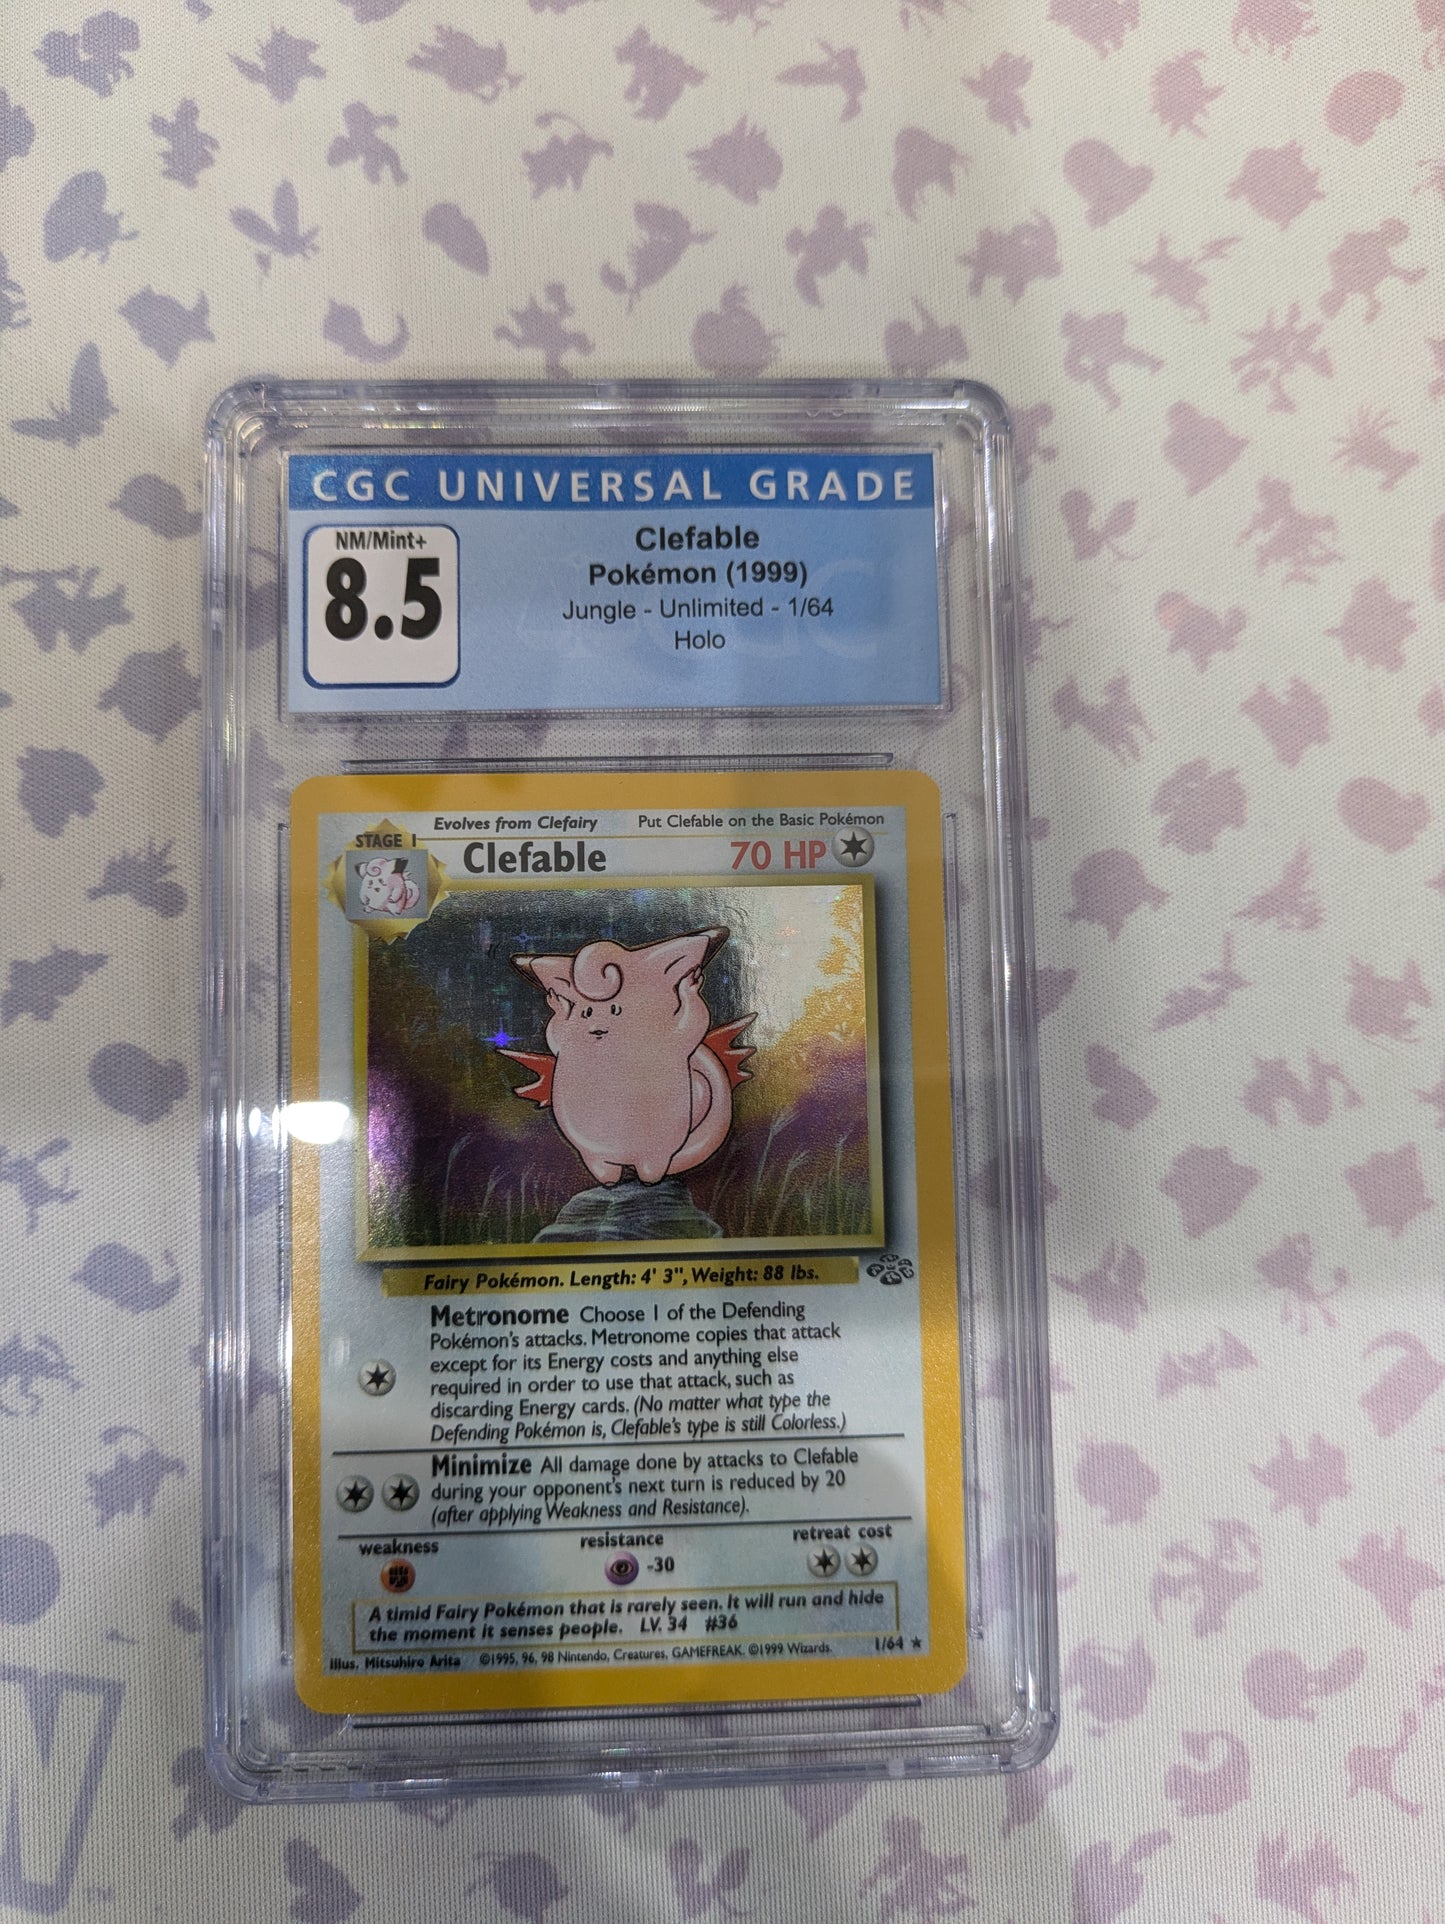 CGC UNIVERSAL GRADE
NM/Mint+
8.5
Clefable
Pokémon (1999)
Jungle - Unlimited - 1/64
Holo
Evolves from Clefairy Put Clefable on the Basic Pokémon
STAGE 1
Clefable 70 HP
Fairy Pokémon. Length: 4' 3", Weight: 88 lbs.
Metronome Choose 1 of the Defending
Pokémon's attacks. Metronome copies that attack
except for its Energy costs and anything else
required in order to use that attack, such as
discarding Energy cards. (No matter what type the
Defending Pokémon is, Clefable's type is still Colorless.)
Minimize All damage done by attacks to Clefable
during your opponent's next turn is reduced by 20
(after applying Weakness and Resistance).
weakness resistance retreat cost
-30
A timid Fairy Pokémon that is rarely seen. It will run and hide
the moment it senses people. LV. 34 #36
Illus. Mitsuhiro Arita ©1995, 96, 98 Nintendo, Creatures, GAMEFREAK. ©1999 Wizards. 1/64 ★